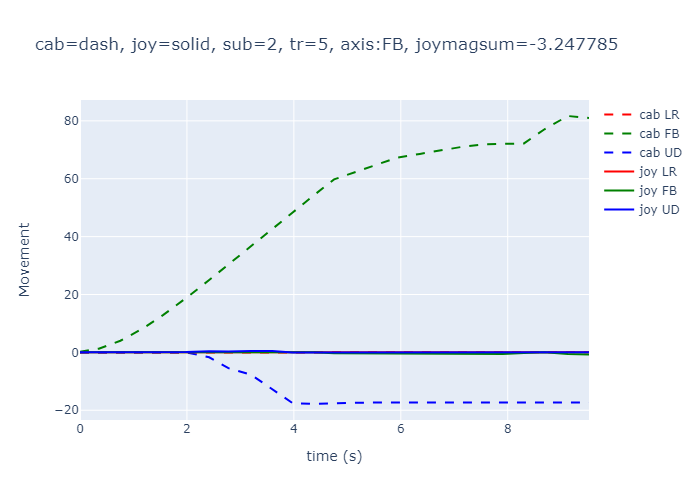 cab=dash, joy=solid, sub=2, tr=5, axis:FB, joymagsum=-3.247785
cab LR
cab FB
cab UD
joy LR
joy FB
joy UD
Movement
80
60
40
20
0
−20
0
2
4
6
8
time (s)